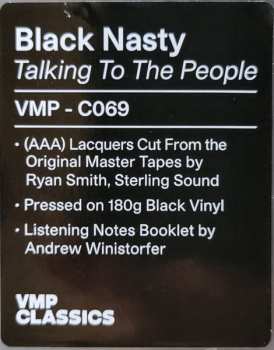 Black Nasty
Talking To The People
VMP - C069
• (AAA) Lacquers Cut From the
Original Master Tapes by
Ryan Smith, Sterling Sound
• Pressed on 180g Black Vinyl
• Listening Notes Booklet by
Andrew Winistorfer
VMP
CLASSICS